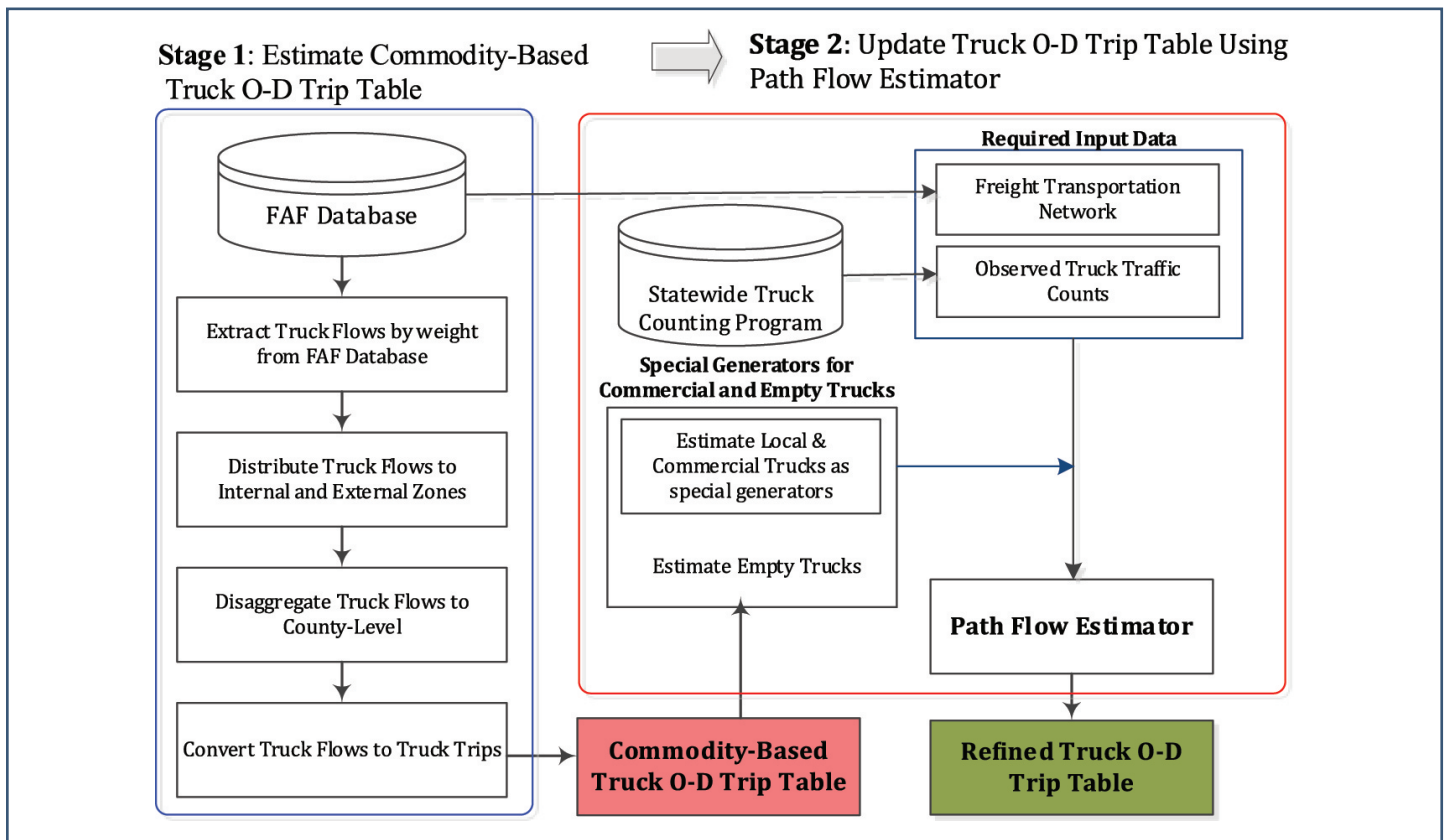 Stage 1: Estimate Commodity-Based
Truck O-D Trip Table
Stage 2: Update Truck O-D Trip Table Using
Path Flow Estimator
FAF Database
Extract Truck Flows by weight
from FAF Database
Distribute Truck Flows to
Internal and External Zones
Disaggregate Truck Flows to
County-Level
Convert Truck Flows to Truck Trips
Required Input Data
Freight Transportation
Network
Observed Truck Traffic
Counts
Statewide Truck
Counting Program
Special Generators for
Commercial and Empty Trucks
Estimate Local &
Commercial Trucks as
special generators
Estimate Empty Trucks
Path Flow Estimator
Commodity-Based
Truck O-D Trip Table
Refined Truck O-D
Trip Table